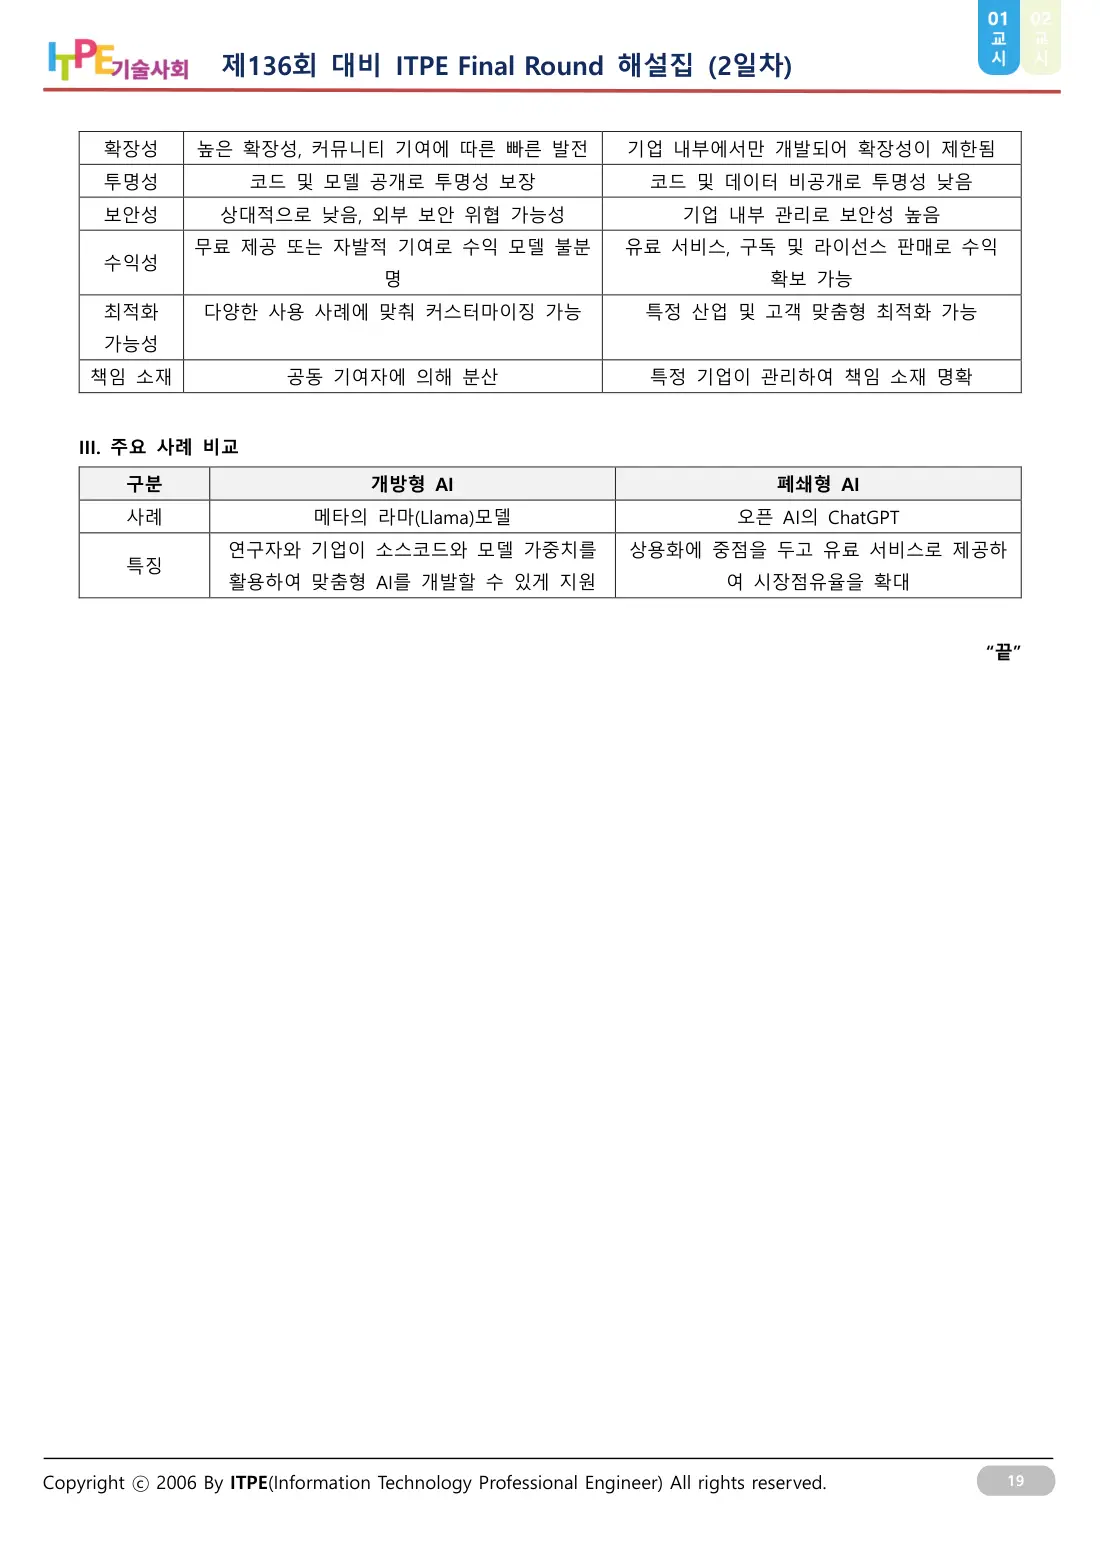 ITPE기술사회 제136회 대비 ITPE Final Round 해설집 (2일차)
01
교
시
02
교
시
확장성 높은 확장성, 커뮤니티 기여에 따른 빠른 발전 기업 내부에서만 개발되어 확장성이 제한됨
투명성 코드 및 모델 공개로 투명성 보장 코드 및 데이터 비공개로 투명성 낮음
보안성 상대적으로 낮음, 외부 보안 위협 가능성 기업 내부 관리로 보안성 높음
수익성 무료 제공 또는 자발적 기여로 수익 모델 불분
명
유료 서비스, 구독 및 라이선스 판매로 수익
확보 가능
최적화
가능성
다양한 사용 사례에 맞춰 커스터마이징 가능 특정 산업 및 고객 맞춤형 최적화 가능
책임 소재 공동 기여자에 의해 분산 특정 기업이 관리하여 책임 소재 명확
III. 주요 사례 비교
구분 개방형 AI 폐쇄형 AI
사례 메타의 라마(Llama)모델 오픈 AI의 ChatGPT
특징 연구자와 기업이 소스코드와 모델 가중치를
활용하여 맞춤형 AI를 개발할 수 있게 지원
상용화에 중점을 두고 유료 서비스로 제공하
여 시장점유율을 확대
“끝”
Copyright ⓒ 2006 By ITPE(Information Technology Professional Engineer) All rights reserved.
19